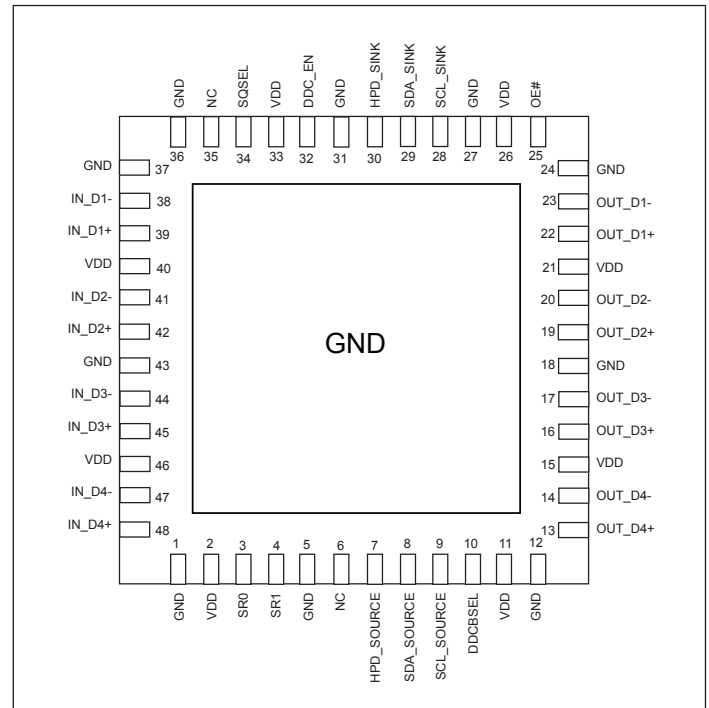 GND
NC
SQSEL
VDD
DDC_EN
GND
HPD_SINK
SDA_SINK
SCL_SINK
GND
VDD
OE#
36
35
34
33
32
31
30
29
28
27
26
25
GND 37
IN_D1- 38
IN_D1+ 39
VDD 40
IN_D2- 41
IN_D2+ 42
GND 43
IN_D3- 44
IN_D3+ 45
VDD 46
IN_D4- 47
IN_D4+ 48
GND
24 GND
23 OUT_D1-
22 OUT_D1+
21 VDD
20 OUT_D2-
19 OUT_D2+
18 GND
17 OUT_D3-
16 OUT_D3+
15 VDD
14 OUT_D4-
13 OUT_D4+
1
2
3
4
5
6
7
8
9
10
11
12
GND
VDD
SR0
SR1
GND
NC
HPD_SOURCE
SDA_SOURCE
SCL_SOURCE
DDCBSEL
VDD
GND